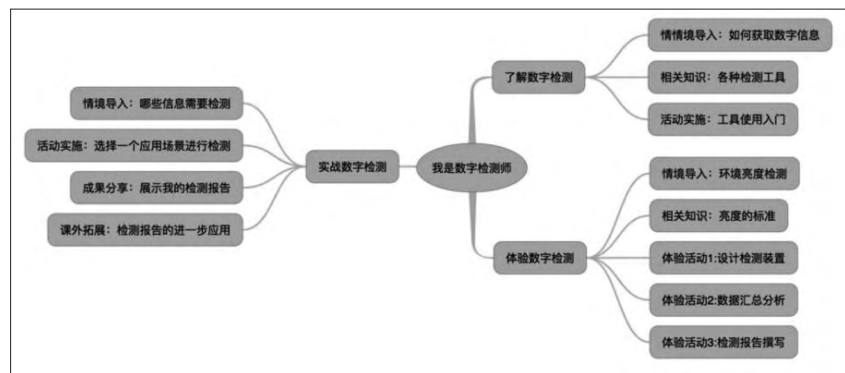 我是数字检测师
了解数字检测
情情境导入：如何获取数字信息
相关知识：各种检测工具
活动实施：工具使用入门
体验数字检测
情境导入：环境亮度检测
相关知识：亮度的标准
体验活动1:设计检测装置
体验活动2:数据汇总分析
体验活动3:检测报告撰写
实战数字检测
情境导入：哪些信息需要检测
活动实施：选择一个应用场景进行检测
成果分享：展示我的检测报告
课外拓展：检测报告的进一步应用